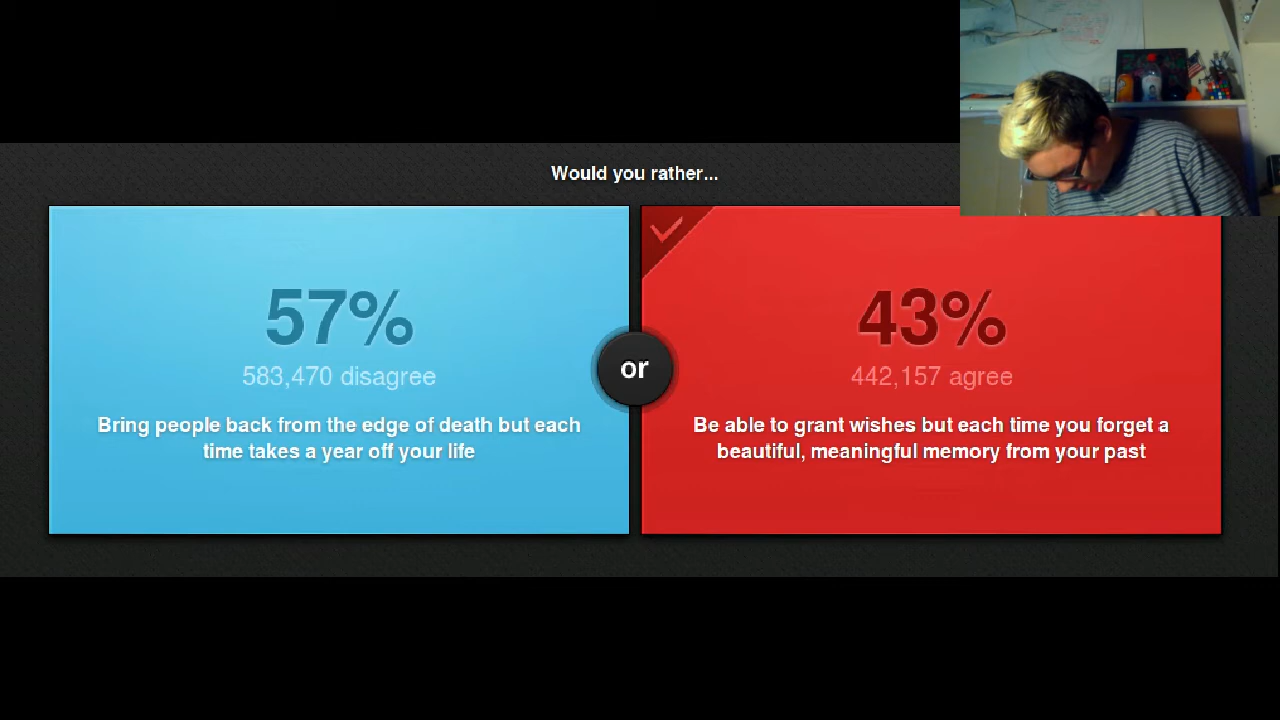 Would you rather...
57%
583,470 disagree
Bring people back from the edge of death but each
time takes a year off your life
or
43%
442,157 agree
Be able to grant wishes but each time you forget a
beautiful, meaningful memory from your past